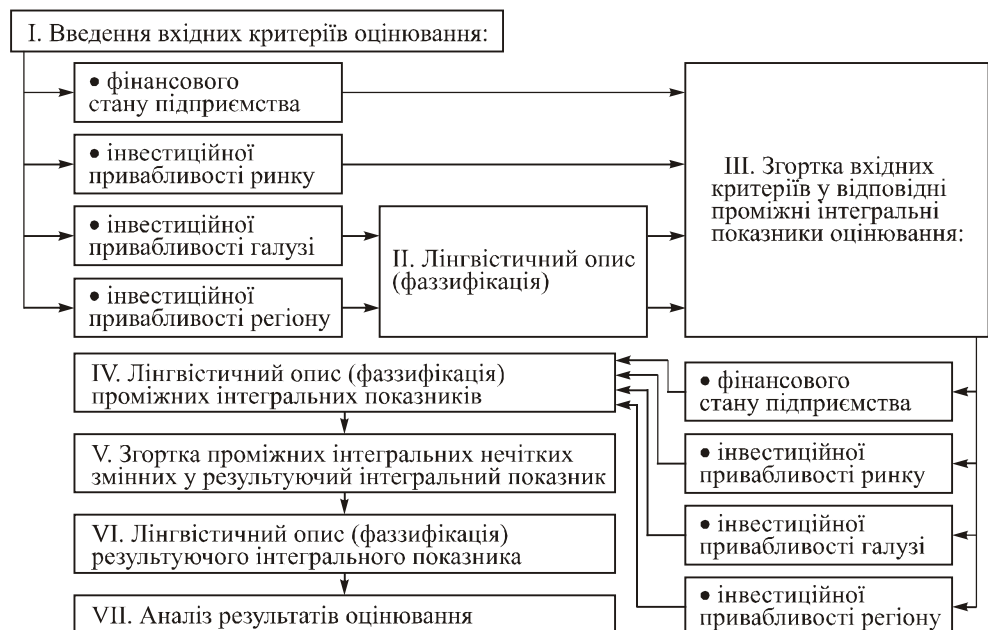 I. Введення вхідних критеріїв оцінювання:
• фінансового
стану підприємства
• інвестиційної
привабливості ринку
• інвестиційної
привабливості галузі
• інвестиційної
привабливості регіону
II. Лінгвістичний опис
(фаззифікація)
III. Згортка вхідних
критеріїв у відповідні
проміжні інтегральні
показники оцінювання:
• фінансового
стану підприємства
• інвестиційної
привабливості ринку
• інвестиційної
привабливості галузі
• інвестиційної
привабливості регіону
IV. Лінгвістичний опис (фаззифікація)
проміжних інтегральних показників
V. Згортка проміжних інтегральних нечітких
змінних у результуючий інтегральний показник
VI. Лінгвістичний опис (фаззифікація)
результуючого інтегрального показника
VII. Аналіз результатів оцінювання